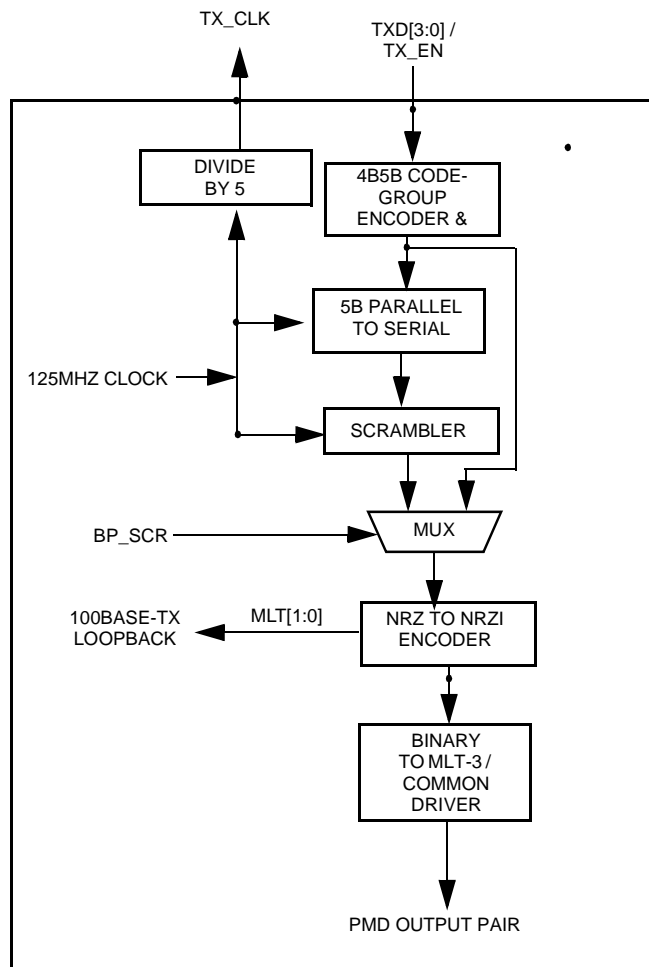 TX_CLK
TXD[3:0] /
TX_EN
DIVIDE
BY 5
4B5B CODE-
GROUP
ENCODER &
5B PARALLEL
TO SERIAL
125MHZ CLOCK
SCRAMBLER
BP_SCR
MUX
100BASE-TX
LOOPBACK
MLT[1:0]
NRZ TO NRZI
ENCODER
BINARY
TO MLT-3 /
COMMON
DRIVER
PMD OUTPUT PAIR